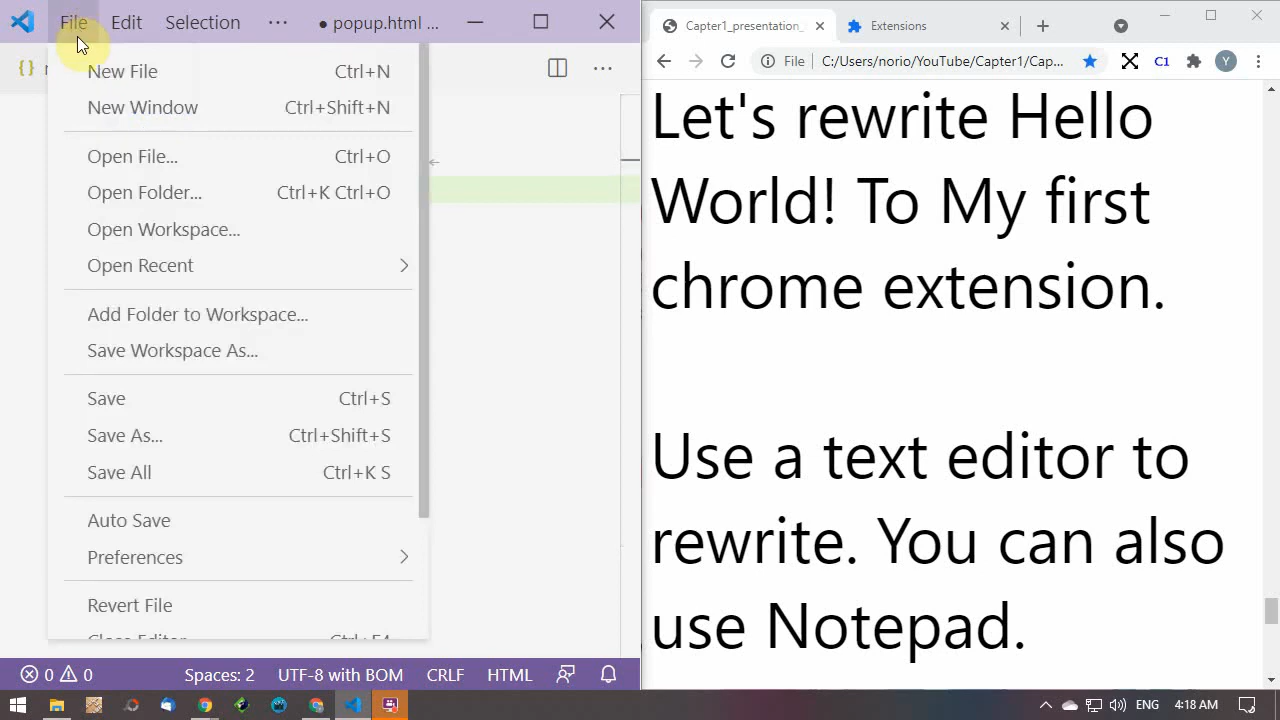 File Edit Selection ··· ● popup.html ...
New File Ctrl+N
New Window Ctrl+Shift+N
Open File... Ctrl+O
Open Folder... Ctrl+K Ctrl+O
Open Workspace...
Open Recent
Add Folder to Workspace...
Save Workspace As...
Save Ctrl+S
Save As... Ctrl+Shift+S
Save All Ctrl+K S
Auto Save
Preferences
Revert File
Close Editor Ctrl+F4
0 0 Spaces: 2 UTF-8 with BOM CRLF HTML
Capter1_presentation_ Extensions
File C:/Users/norio/YouTube/Capter1/Cap... C1 Y
Let's rewrite Hello
World! To My first
chrome extension.
Use a text editor to
rewrite. You can also
use Notepad.
ENG 4:18 AM